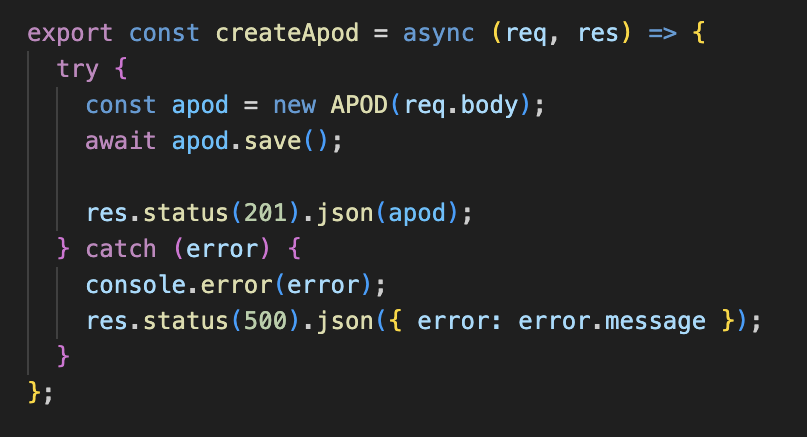 export const createApod = async (req, res) => {
  try {
    const apod = new APOD(req.body);
    await apod.save();

    res.status(201).json(apod);
  } catch (error) {
    console.error(error);
    res.status(500).json({ error: error.message });
  }
};